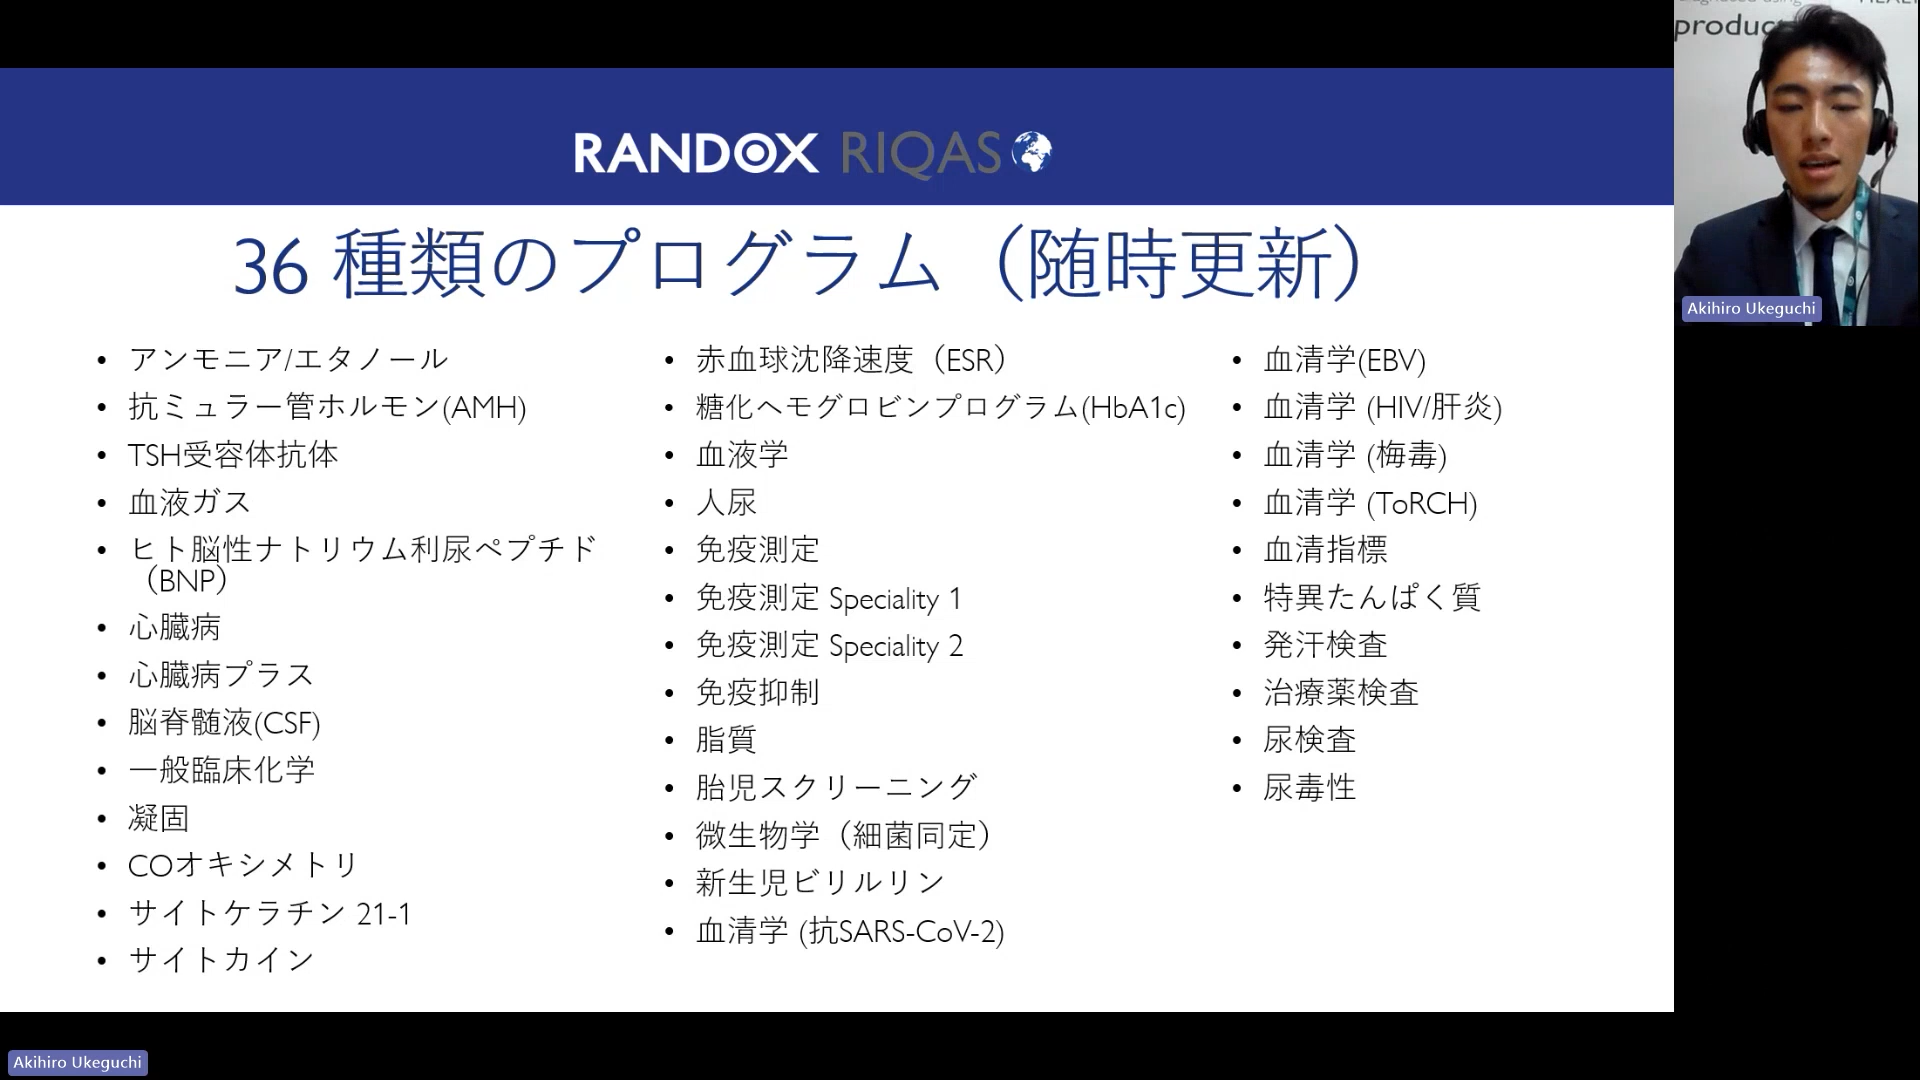 RANDOX RIQAS
36 種類のプログラム（随時更新）
• アンモニア/エタノール
• 抗ミュラー管ホルモン(AMH)
• TSH受容体抗体
• 血液ガス
• ヒト脳性ナトリウム利尿ペプチド
（BNP）
• 心臓病
• 心臓病プラス
• 脳脊髄液(CSF)
• 一般臨床化学
• 凝固
• COオキシメトリ
• サイトケラチン 21-1
• サイトカイン
• 赤血球沈降速度（ESR）
• 糖化ヘモグロビンプログラム(HbA1c)
• 血液学
• 人尿
• 免疫測定
• 免疫測定 Speciality 1
• 免疫測定 Speciality 2
• 免疫抑制
• 脂質
• 胎児スクリーニング
• 微生物学（細菌同定）
• 新生児ビリルリン
• 血清学 (抗SARS-CoV-2)
• 血清学(EBV)
• 血清学 (HIV/肝炎)
• 血清学 (梅毒)
• 血清学 (ToRCH)
• 血清指標
• 特異たんぱく質
• 発汗検査
• 治療薬検査
• 尿検査
• 尿毒性
Akihiro Ukeguchi
Akihiro Ukeguchi